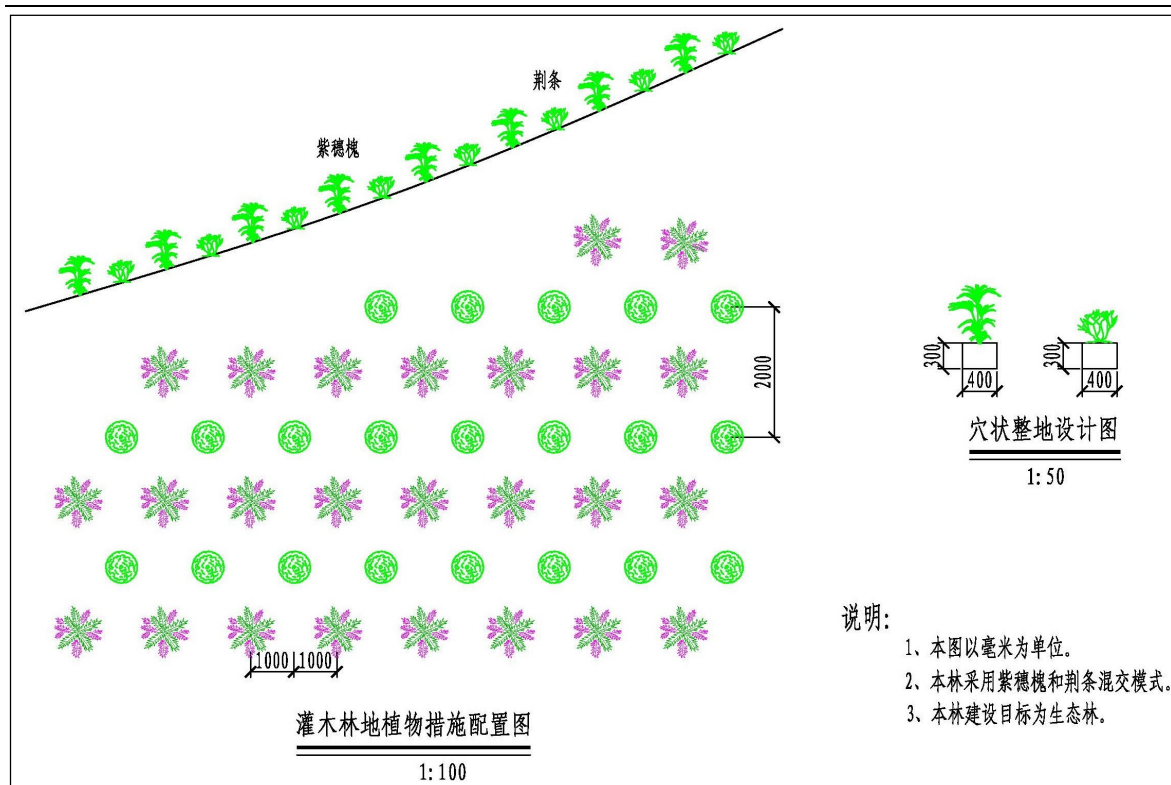 荆条
紫穗槐
2000
300
400
300
400
穴状整地设计图
1:50
1000 1000
灌木林地植物措施配置图
1:100
说明:
1、本图以毫米为单位。
2、本林采用紫穗槐和荆条混交模式。
3、本林建设目标为生态林。